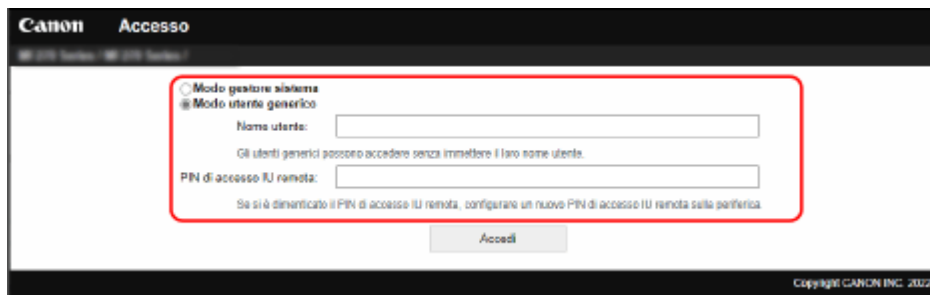 Canon Accesso
Modo gestore sistema
Modo utente generico
Nome utente:
Gli utenti generici possono accedere senza immettere il loro nome utente.
PIN di accesso IU remota:
Se si è dimenticato il PIN di accesso IU remota, configurare un nuovo PIN di accesso IU remota sulla periferica.
Accedi
Copyright CANON INC. 2022